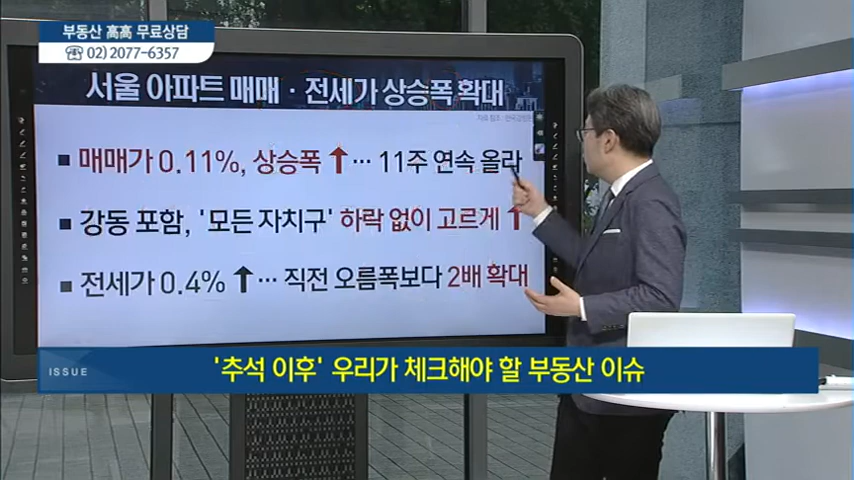 부동산 高高 무료상담
☎ 02) 2077-6357
서울 아파트 매매 · 전세가 상승폭 확대
■ 매매가 0.11%, 상승폭 ↑… 11주 연속 올라
■ 강동 포함, '모든 자치구' 하락 없이 고르게 ↑
■ 전세가 0.4% ↑… 직전 오름폭보다 2배 확대
ISSUE
'추석 이후' 우리가 체크해야 할 부동산 이슈